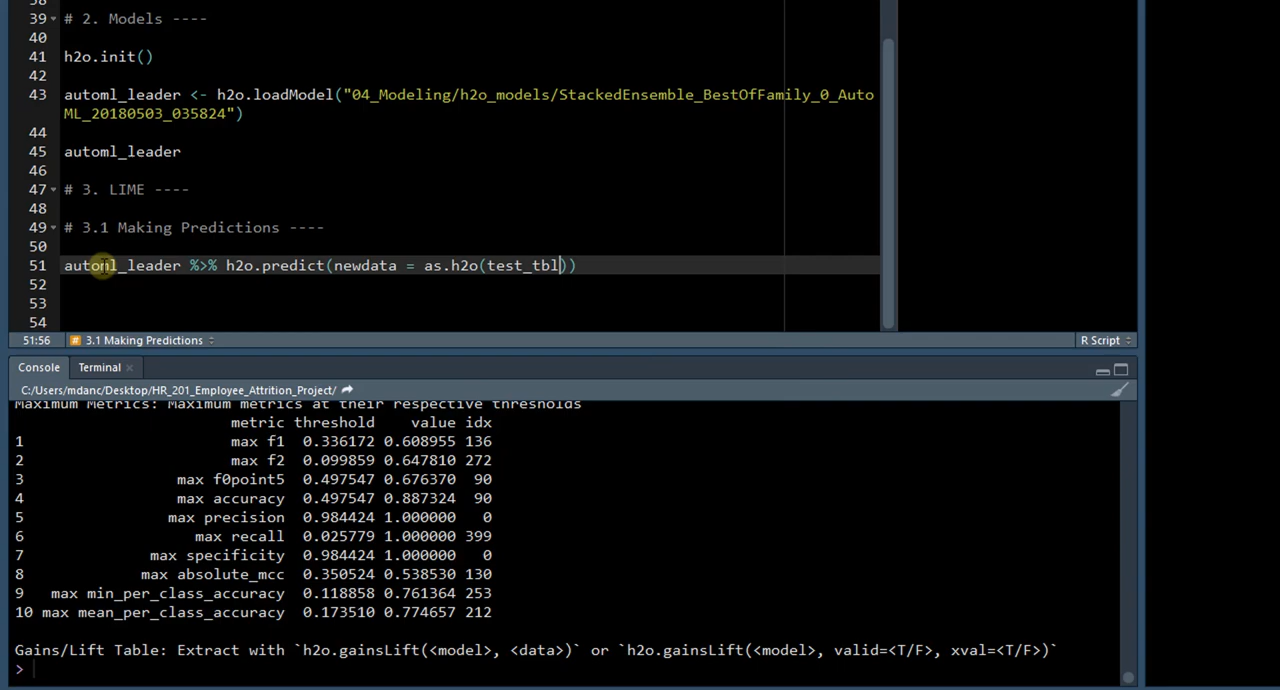 38
39 # 2. Models ----
40
41 h2o.init()
42
43 automl_leader <- h2o.loadModel("04_Modeling/h2o_models/StackedEnsemble_BestOfFamily_0_Auto
ML_20180503_035824")
44
45 automl_leader
46
47 # 3. LIME ----
48
49 # 3.1 Making Predictions ----
50
51 automl_leader %>% h2o.predict(newdata = as.h2o(test_tbl))
52
53
54
51:56 # 3.1 Making Predictions R Script
Console Terminal
C:/Users/mdanc/Desktop/HR_201_Employee_Attrition_Project/
Maximum Metrics: Maximum metrics at their respective thresholds
metric threshold value idx
1 max f1 0.336172 0.608955 136
2 max f2 0.099859 0.647810 272
3 max f0point5 0.497547 0.676370 90
4 max accuracy 0.497547 0.887324 90
5 max precision 0.984424 1.000000 0
6 max recall 0.025779 1.000000 399
7 max specificity 0.984424 1.000000 0
8 max absolute_mcc 0.350524 0.538530 130
9 max min_per_class_accuracy 0.118858 0.761364 253
10 max mean_per_class_accuracy 0.173510 0.774657 212
Gains/Lift Table: Extract with `h2o.gainsLift(<model>, <data>)` or `h2o.gainsLift(<model>, valid=<T/F>, xval=<T/F>)`
>